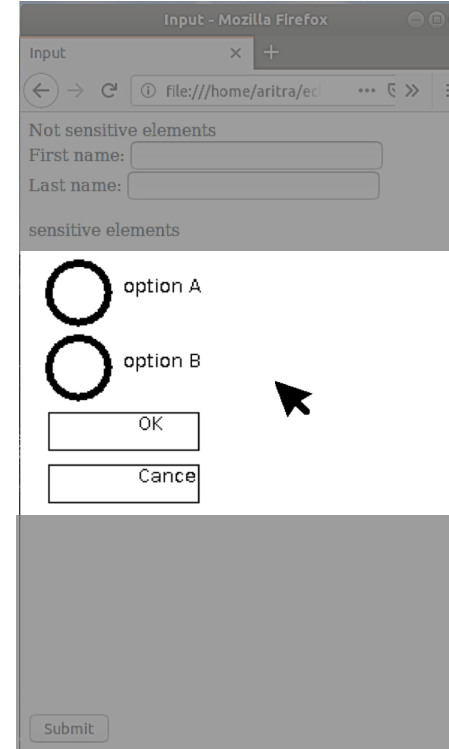 Input - Mozilla Firefox
Input
file:///home/aritra/ec
Not sensitive elements
First name:
Last name:
sensitive elements
option A
option B
OK
Cance
Submit